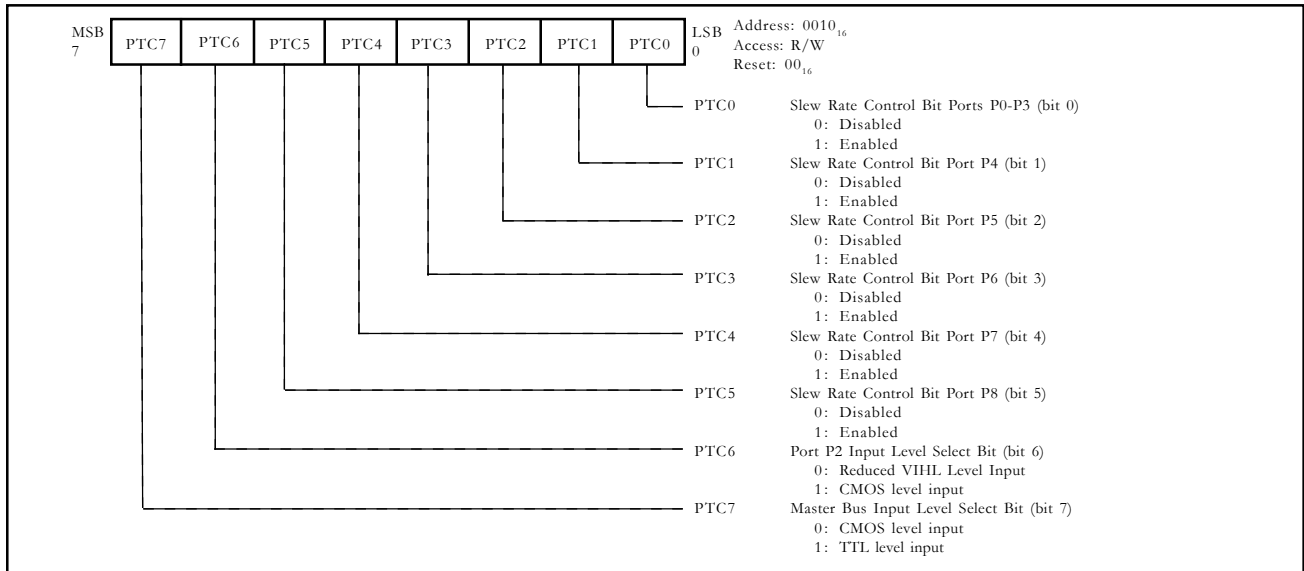 MSB PTC7 PTC6 PTC5 PTC4 PTC3 PTC2 PTC1 PTC0 LSB Address: 0010₁₆
7 0 Access: R/W
Reset: 00₁₆
PTC0 Slew Rate Control Bit Ports P0-P3 (bit 0)
0: Disabled
1: Enabled
PTC1 Slew Rate Control Bit Port P4 (bit 1)
0: Disabled
1: Enabled
PTC2 Slew Rate Control Bit Port P5 (bit 2)
0: Disabled
1: Enabled
PTC3 Slew Rate Control Bit Port P6 (bit 3)
0: Disabled
1: Enabled
PTC4 Slew Rate Control Bit Port P7 (bit 4)
0: Disabled
1: Enabled
PTC5 Slew Rate Control Bit Port P8 (bit 5)
0: Disabled
1: Enabled
PTC6 Port P2 Input Level Select Bit (bit 6)
0: Reduced VIHL Level Input
1: CMOS level input
PTC7 Master Bus Input Level Select Bit (bit 7)
0: CMOS level input
1: TTL level input